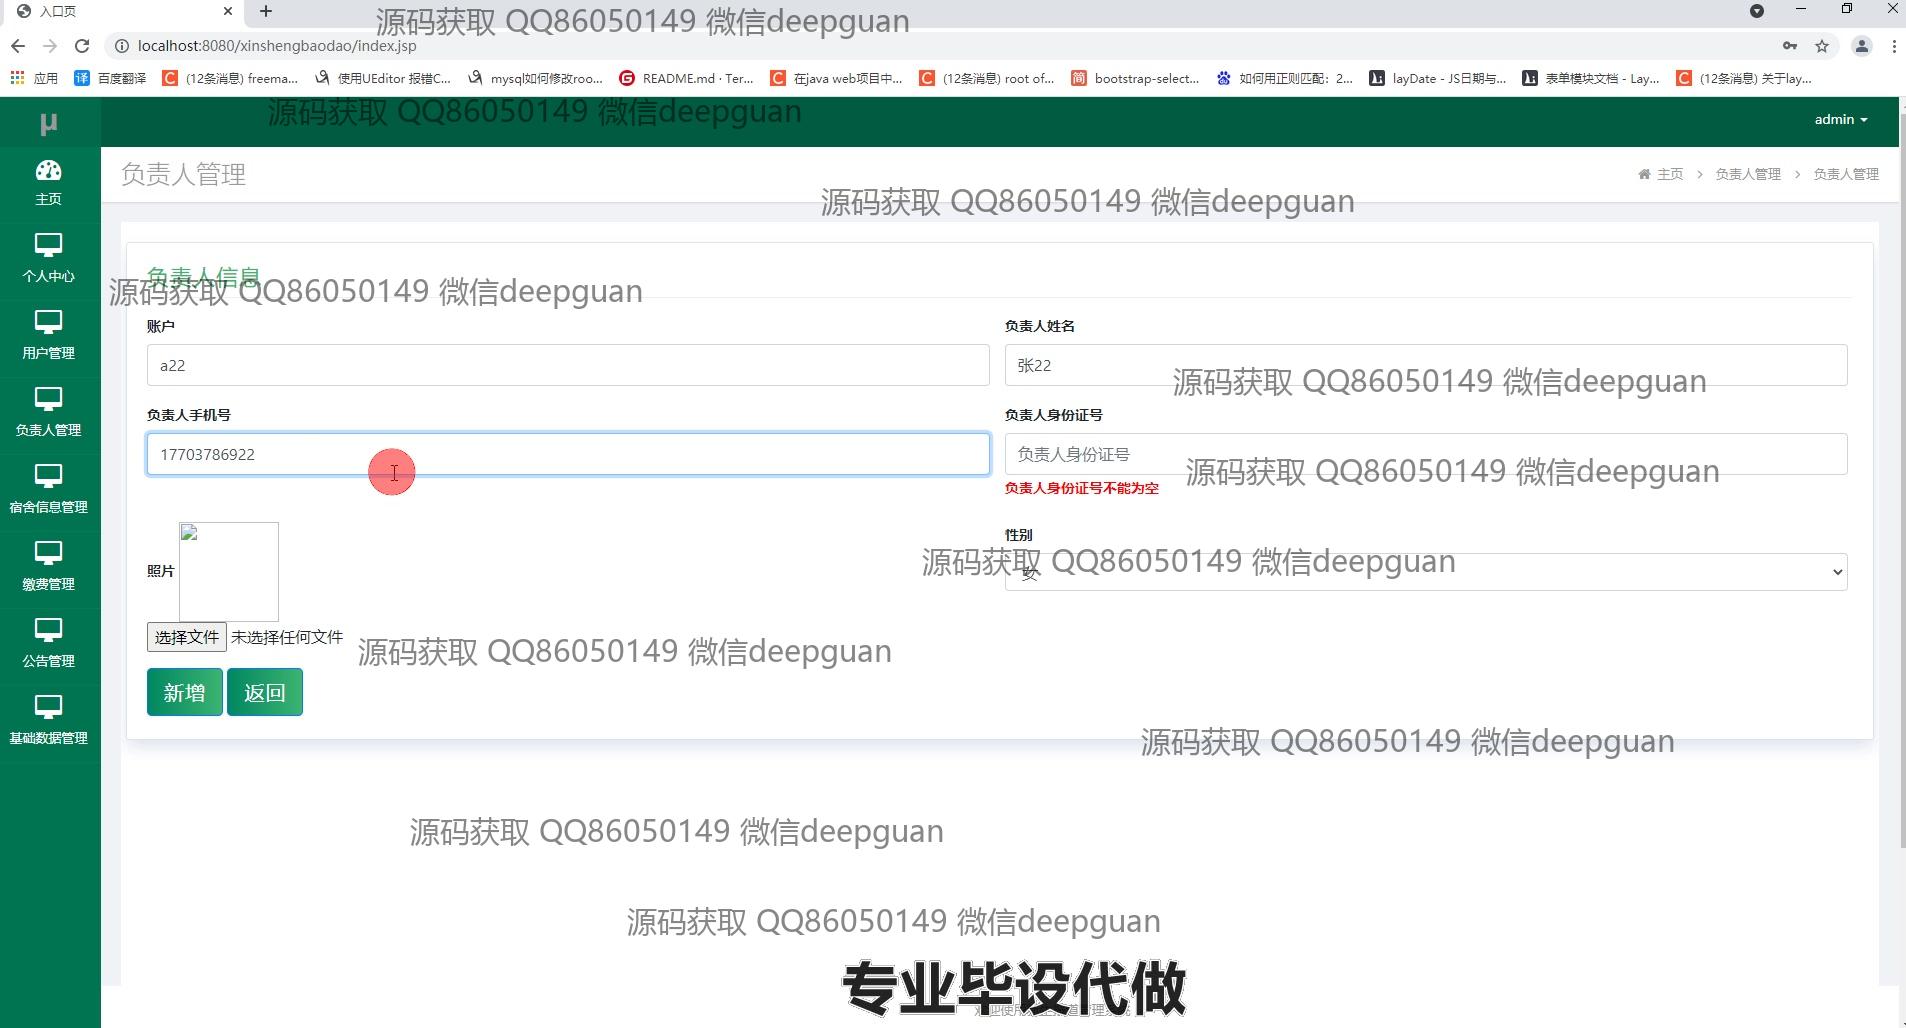 入口页
源码获取 QQ86050149 微信deepguan
localhost:8080/xinshengbaodao/index.jsp
应用
百度翻译
(12条消息) freema...
使用UEditor 报错C...
mysql如何修改roo...
README.md · Ter...
在java web项目中...
(12条消息) root of...
bootstrap-select...
如何用正则匹配：2...
layDate - JS日期与...
表单模块文档 - Lay...
(12条消息) 关于lay...
源码获取 QQ86050149 微信deepguan
μ
admin
主页
个人中心
用户管理
负责人管理
宿舍信息管理
缴费管理
公告管理
基础数据管理
负责人管理
主页 > 负责人管理 > 负责人管理
源码获取 QQ86050149 微信deepguan
负责人信息
源码获取 QQ86050149 微信deepguan
账户
a22
负责人姓名
张22
源码获取 QQ86050149 微信deepguan
负责人手机号
17703786922
负责人身份证号
负责人身份证号
源码获取 QQ86050149 微信deepguan
负责人身份证号不能为空
照片
性别
女
源码获取 QQ86050149 微信deepguan
选择文件 未选择任何文件
源码获取 QQ86050149 微信deepguan
新增
返回
源码获取 QQ86050149 微信deepguan
源码获取 QQ86050149 微信deepguan
源码获取 QQ86050149 微信deepguan
专业毕设代做